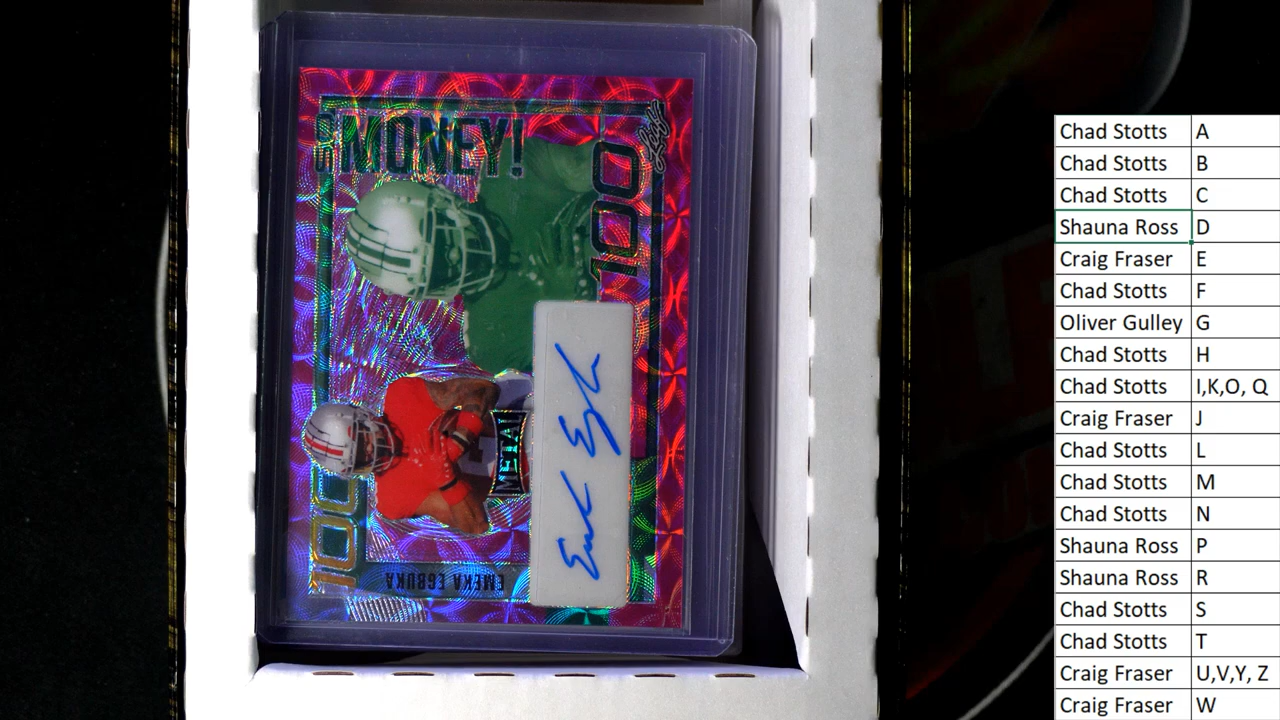 MONEY!
100
Leaf
METAL
100
EMEKA EGBUKA
Chad Stotts A
Chad Stotts B
Chad Stotts C
Shauna Ross D
Craig Fraser E
Chad Stotts F
Oliver Gulley G
Chad Stotts H
Chad Stotts I,K,O, Q
Craig Fraser J
Chad Stotts L
Chad Stotts M
Chad Stotts N
Shauna Ross P
Shauna Ross R
Chad Stotts S
Chad Stotts T
Craig Fraser U,V,Y, Z
Craig Fraser W